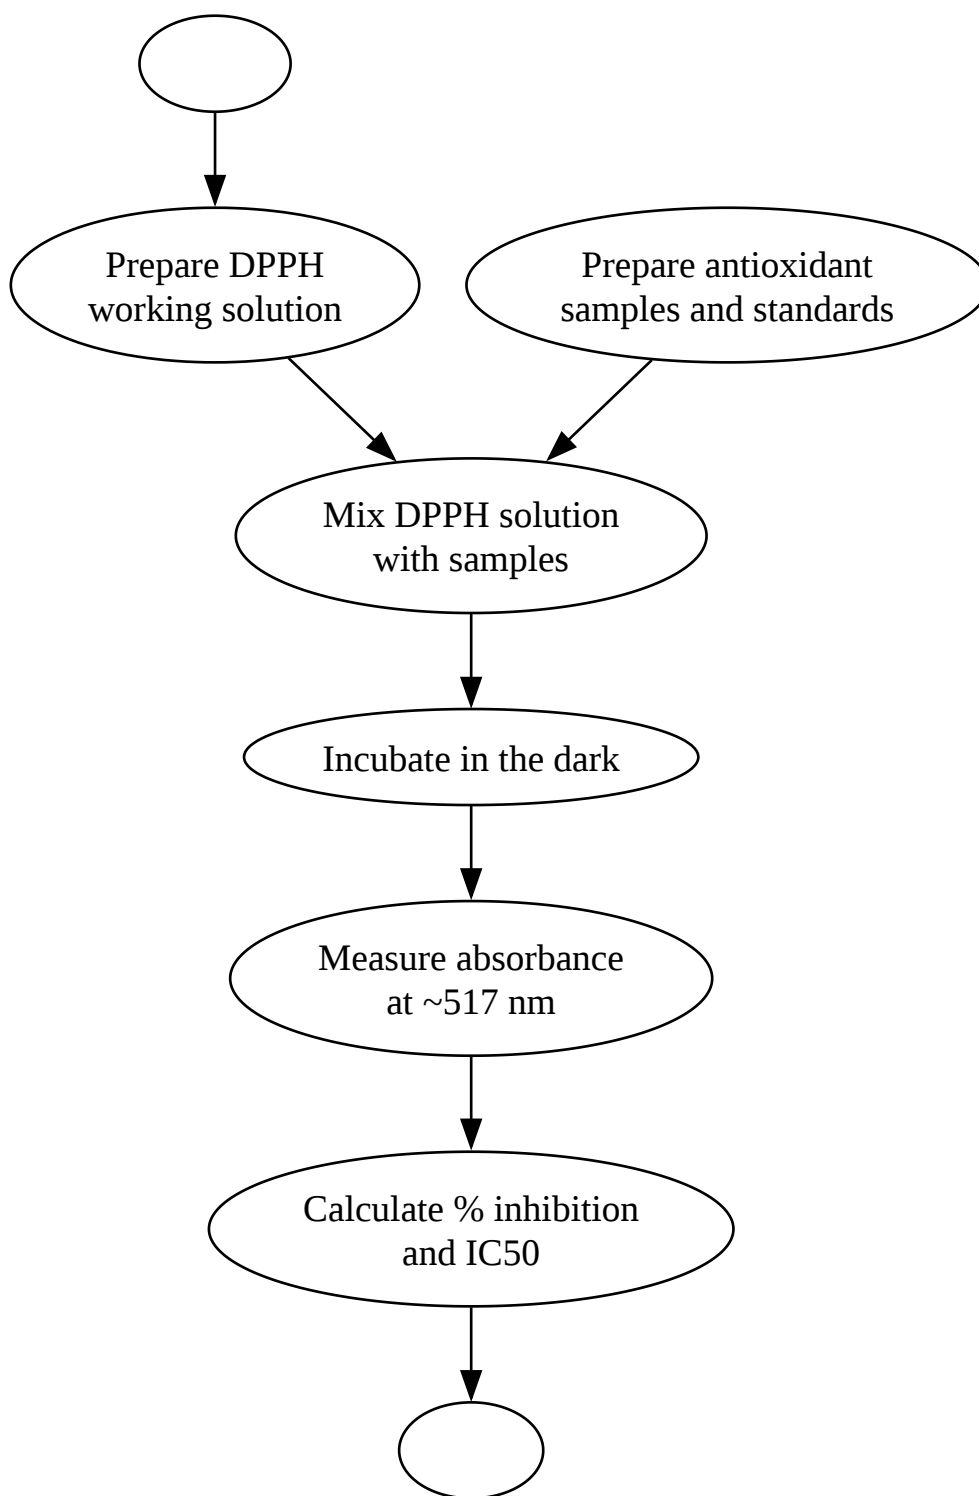 Prepare DPPH
working solution
Prepare antioxidant
samples and standards
Mix DPPH solution
with samples
Incubate in the dark
Measure absorbance
at ~517 nm
Calculate % inhibition
and IC50